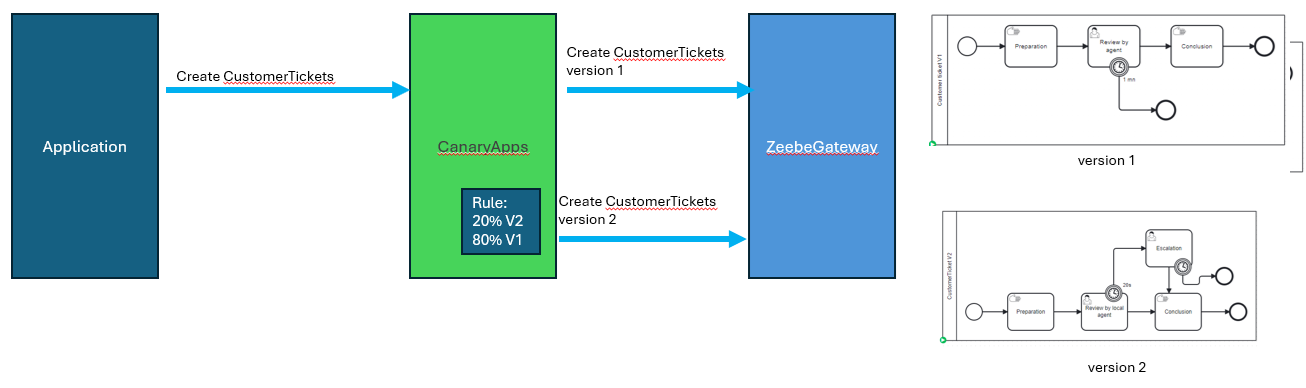 Application
Create CustomerTickets
CanaryApps
Rule:
20% V2
80% V1
Create CustomerTickets
version 1
Create CustomerTickets
version 2
ZeebeGateway
Customer ticket V1
Preparation
Review by
agent
1 mn
Conclusion
version 1
CustomerTicket V2
Preparation
Review by local
agent
20s
Escalation
Conclusion
version 2